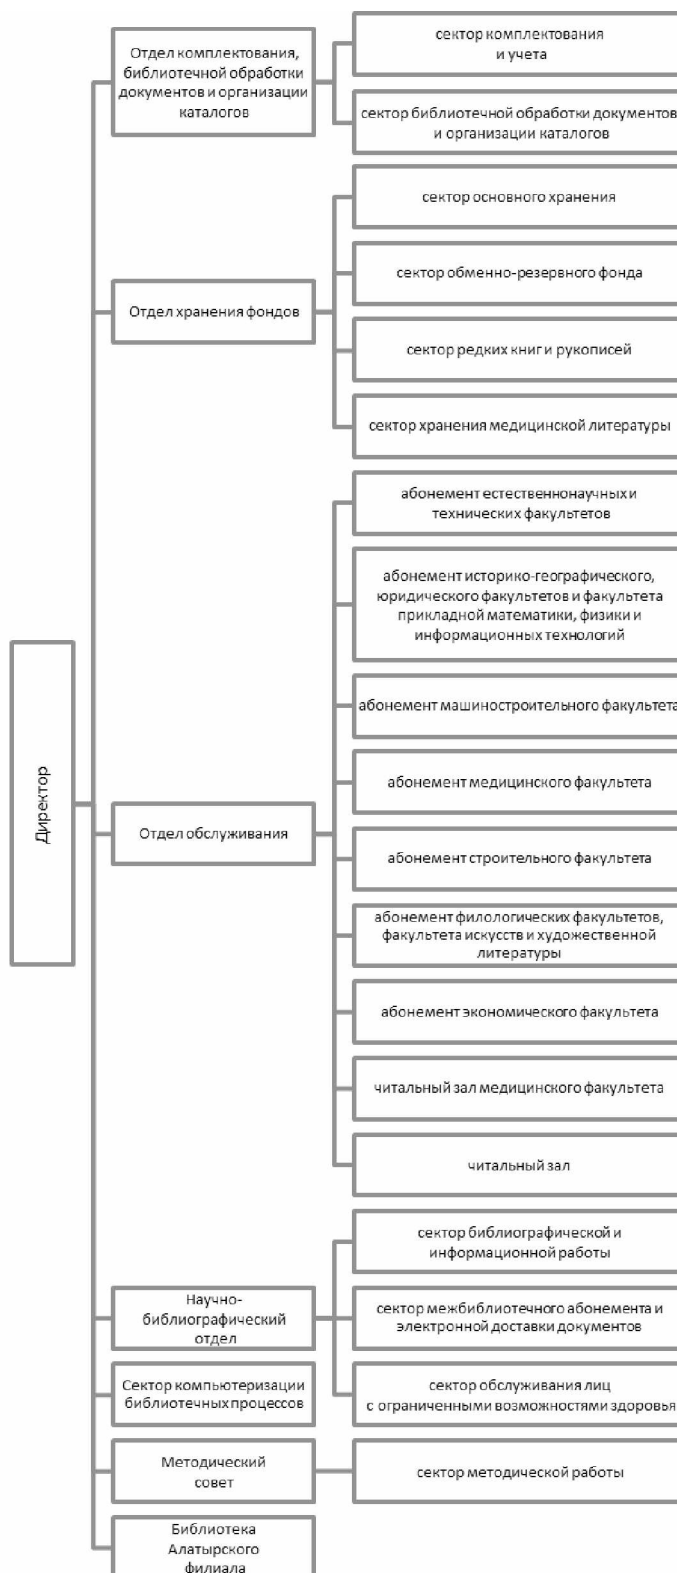 Директор
Отдел комплектования,
библиотечной обработки
документов и организации
каталогов
сектор комплектования
и учета
сектор библиотечной обработки документов
и организации каталогов
Отдел хранения фондов
сектор основного хранения
сектор обменно-резервного фонда
сектор редких книг и рукописей
сектор хранения медицинской литературы
Отдел обслуживания
абонемент естественнонаучных и
технических факультетов
абонемент историко-географического,
юридического факультетов и факультета
прикладной математики, физики и
информационных технологий
абонемент машиностроительного факультета
абонемент медицинского факультета
абонемент строительного факультета
абонемент филологических факультетов,
факультета искусств и художественной
литературы
абонемент экономического факультета
читальный зал медицинского факультета
читальный зал
Научно-
библиографический
отдел
сектор библиографической и
информационной работы
сектор межбиблиотечного абонемента и
электронной доставки документов
сектор обслуживания лиц
с ограниченными возможностями здоровья
Сектор компьютеризации
библиотечных процессов
Методический
совет
сектор методической работы
Библиотека
Алатырского
филиала